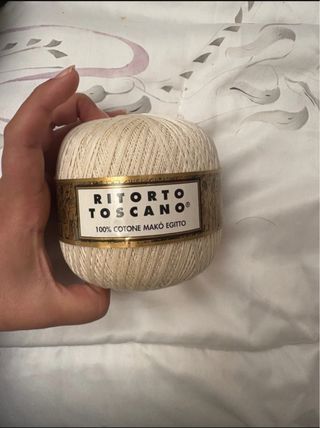 RITORTO
TOSCANO®
100% COTONE MAKÒ EGITTO